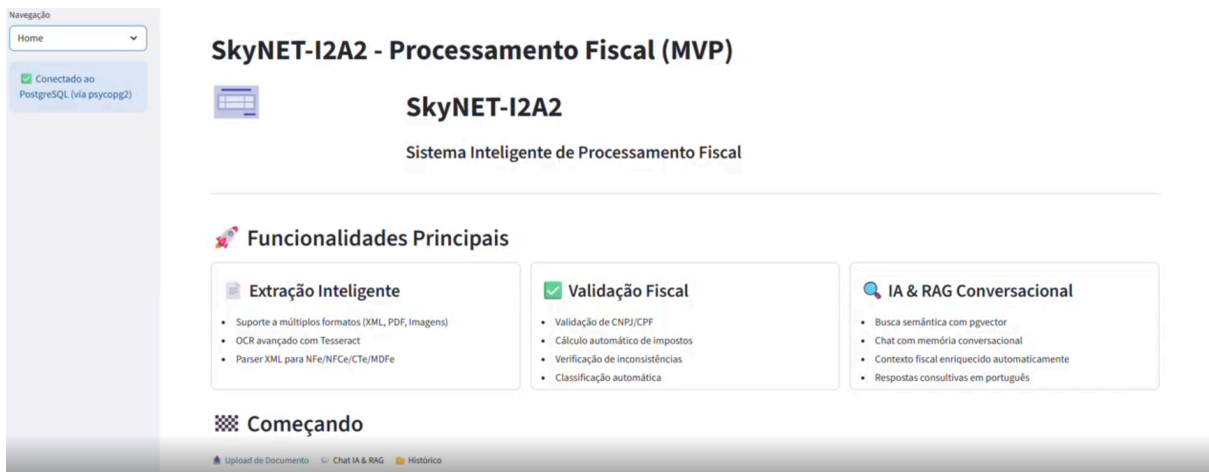 Navegação
Home
Conectado ao
PostgreSQL (via psycopg2)
SkyNET-I2A2 - Processamento Fiscal (MVP)
SkyNET-I2A2
Sistema Inteligente de Processamento Fiscal
Funcionalidades Principais
Extração Inteligente
• Suporte a múltiplos formatos (XML, PDF, Imagens)
• OCR avançado com Tesseract
• Parser XML para NFe/NFCe/CTe/MDFe
Validação Fiscal
• Validação de CNPJ/CPF
• Cálculo automático de impostos
• Verificação de inconsistências
• Classificação automática
IA & RAG Conversacional
• Busca semântica com pgvector
• Chat com memória conversacional
• Contexto fiscal enriquecido automaticamente
• Respostas consultivas em português
Começando
Upload de Documento Chat IA & RAG Histórico